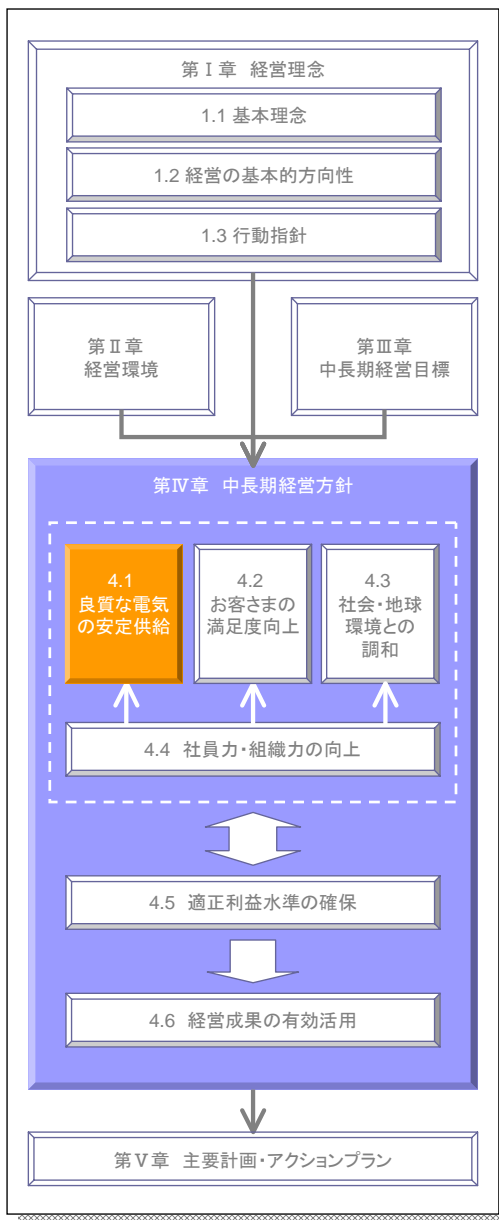 第Ⅰ章 経営理念
1.1 基本理念
1.2 経営の基本的方向性
1.3 行動指針
第Ⅱ章
経営環境
第Ⅲ章
中長期経営目標
第Ⅳ章 中長期経営方針
4.1
良質な電気
の安定供給
4.2
お客さまの
満足度向上
4.3
社会・地球
環境との
調和
4.4 社員力・組織力の向上
4.5 適正利益水準の確保
4.6 経営成果の有効活用
第Ⅴ章 主要計画・アクションプラン